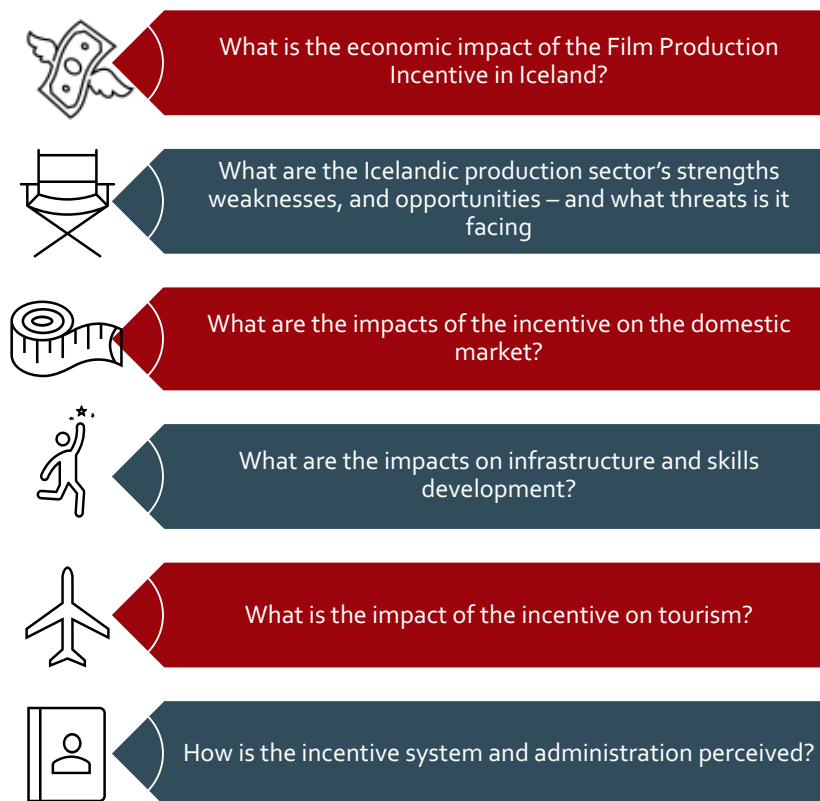 What is the economic impact of the Film Production
Incentive in Iceland?
What are the Icelandic production sector’s strengths
weaknesses, and opportunities – and what threats is it
facing
What are the impacts of the incentive on the domestic
market?
What are the impacts on infrastructure and skills
development?
What is the impact of the incentive on tourism?
How is the incentive system and administration perceived?